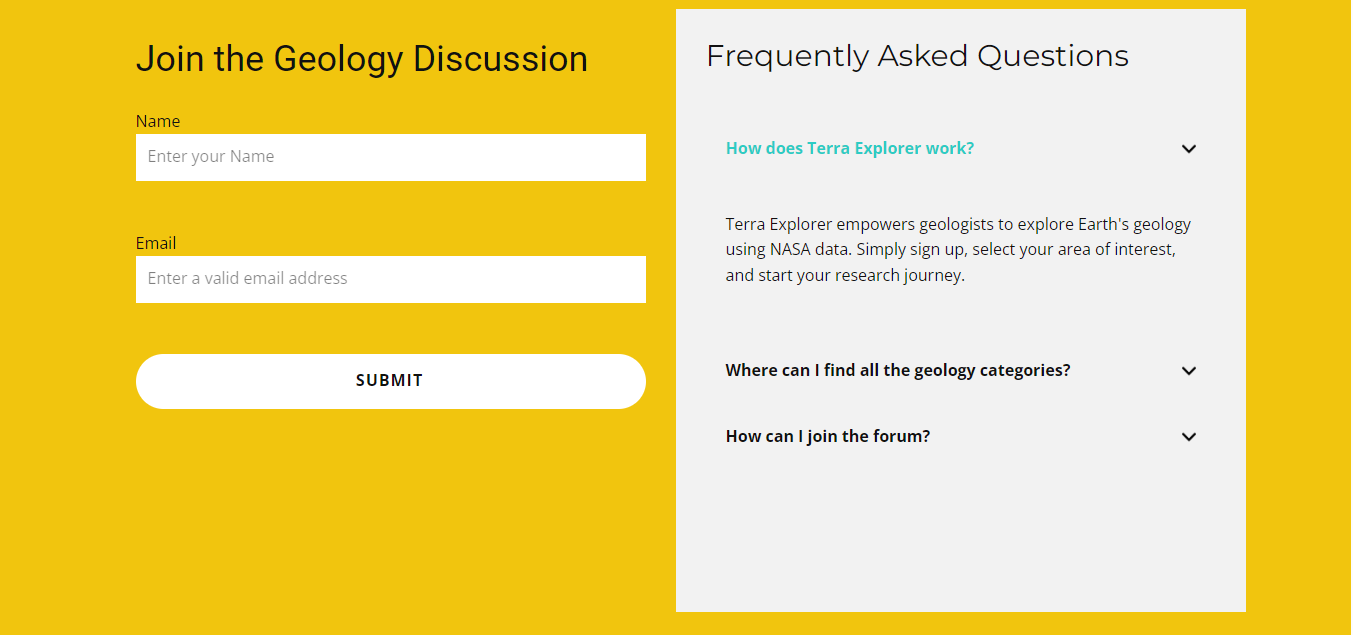 Join the Geology Discussion
Name
Enter your Name
Email
Enter a valid email address
SUBMIT
Frequently Asked Questions
How does Terra Explorer work?
Terra Explorer empowers geologists to explore Earth's geology
using NASA data. Simply sign up, select your area of interest,
and start your research journey.
Where can I find all the geology categories?
How can I join the forum?